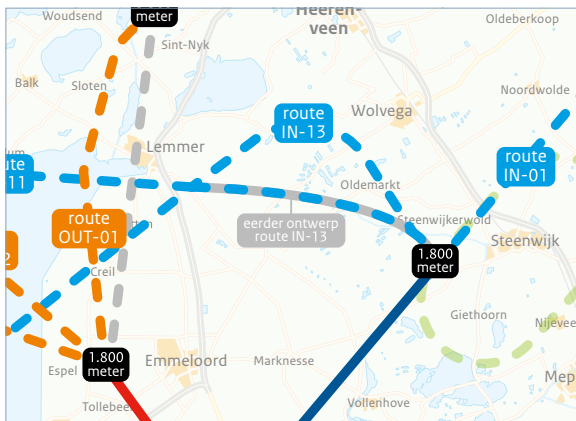 Woudsend
meter
Heeren-
veen
Oldeberkoop
Sint-Nyk
Balk
Sloten
Noordwolde
route
IN-13
Wolvega
Lemmer
route
IN-01
11
Oldemarkt
route
OUT-01
eerder ontwerp
route IN-13
Steenwijkerwold
Steenwijk
1.800
meter
Creil
Giethoorn
Nijeve
1.800
meter
Espel
Emmeloord
Marknesse
Mep
Tollebee
Vollenhove